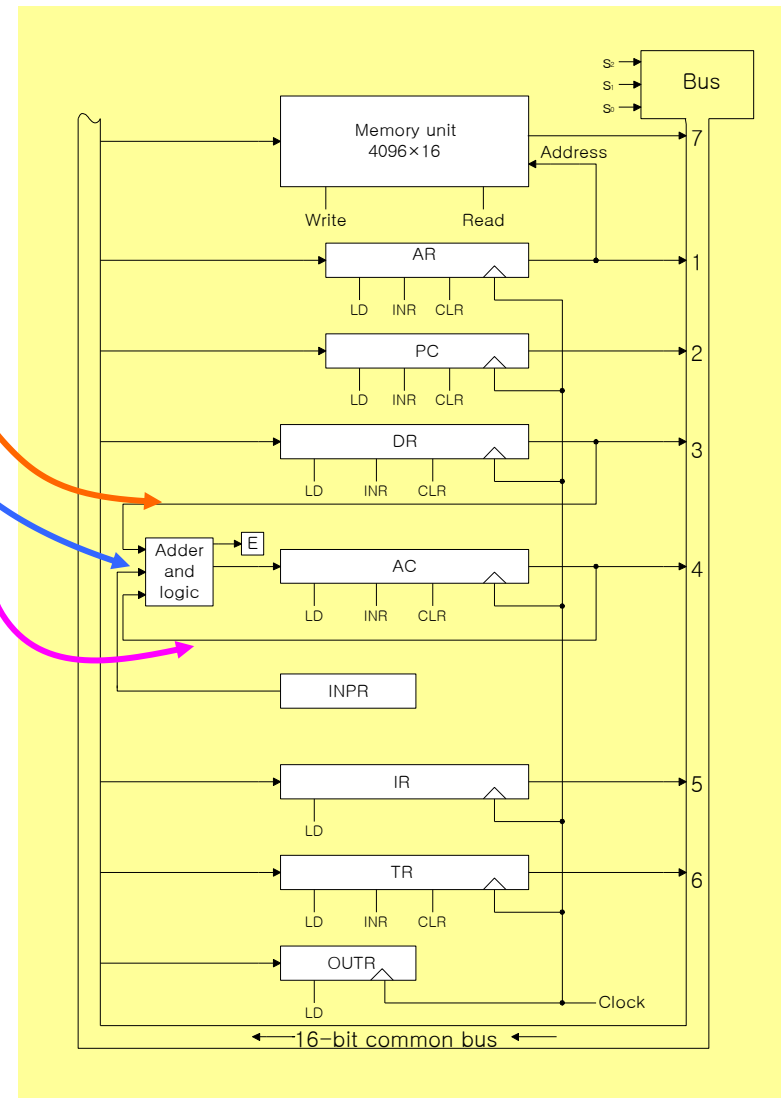 S₂
S₁
S₀
Bus
Memory unit
4096×16
7
Address
Write Read
AR
1
LD INR CLR
PC
2
LD INR CLR
DR
3
LD INR CLR
Adder
and
logic
E
AC
4
LD INR CLR
INPR
IR
5
LD
TR
6
LD INR CLR
OUTR
LD
Clock
16-bit common bus